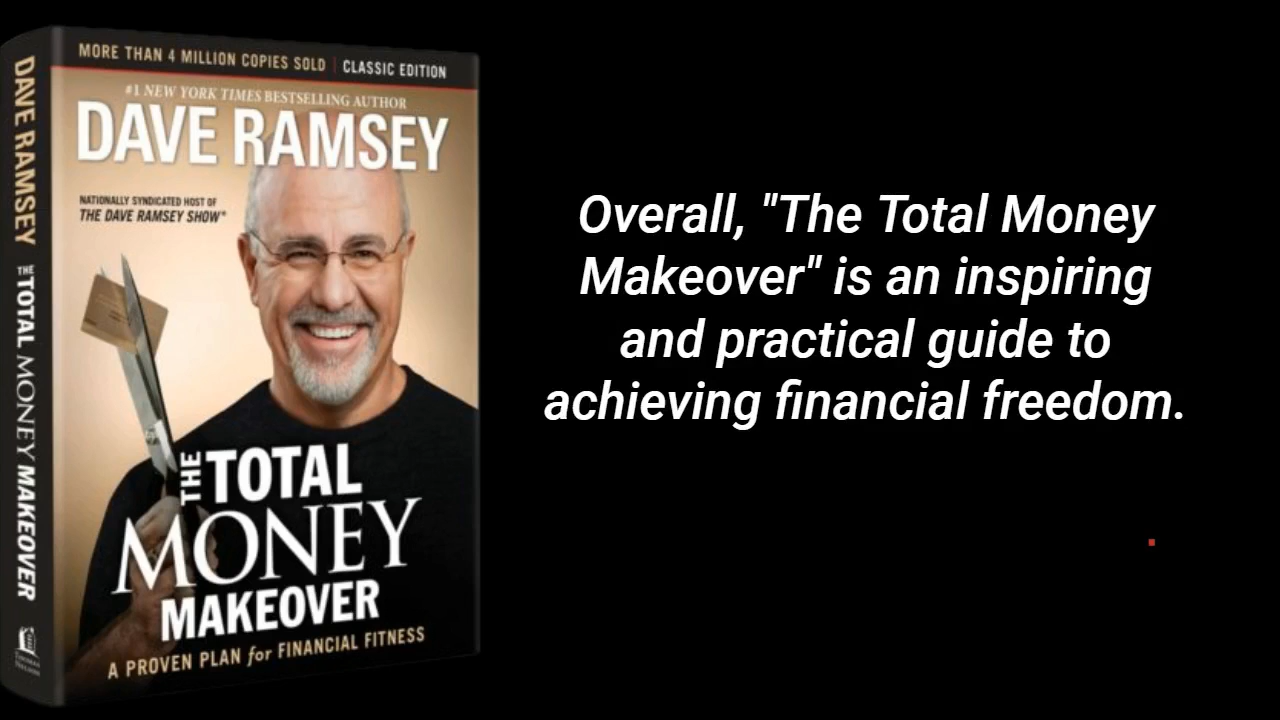 DAVE RAMSEY
THE TOTAL MONEY MAKEOVER
THOMAS
NELSON
MORE THAN 4 MILLION COPIES SOLD | CLASSIC EDITION
#1 NEW YORK TIMES BESTSELLING AUTHOR
DAVE RAMSEY
NATIONALLY SYNDICATED HOST OF
THE DAVE RAMSEY SHOW®
THE TOTAL
MONEY
MAKEOVER
A PROVEN PLAN for FINANCIAL FITNESS
Overall, "The Total Money
Makeover" is an inspiring
and practical guide to
achieving financial freedom.